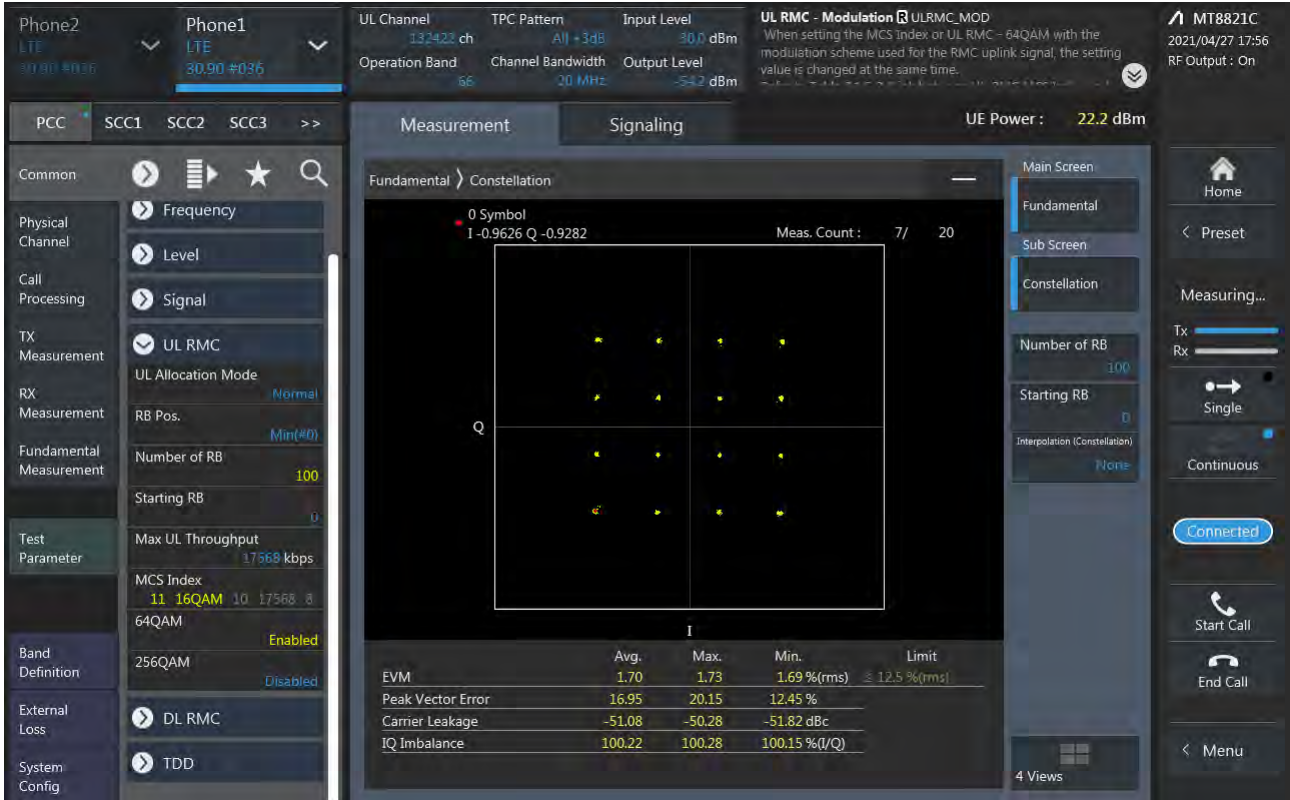 Phone2
LTE
30.90 #036
Phone1
LTE
30.90 #036
UL Channel
132422 ch
TPC Pattern
All +3dB
Input Level
30.0 dBm
Operation Band
66
Channel Bandwidth
20 MHz
Output Level
-54.2 dBm
UL RMC - Modulation R ULRMC_MOD
When setting the MCS Index or UL RMC - 64QAM with the
modulation scheme used for the RMC uplink signal, the setting
value is changed at the same time.
MT8821C
2021/04/27 17:56
RF Output : On
PCC SCC1 SCC2 SCC3 >>
Measurement
Signaling
UE Power : 22.2 dBm
Common
Physical
Channel
Call
Processing
TX
Measurement
RX
Measurement
Fundamental
Measurement
Test
Parameter
Band
Definition
External
Loss
System
Config
Frequency
Level
Signal
UL RMC
UL Allocation Mode
Normal
RB Pos.
Min(#0)
Number of RB
100
Starting RB
0
Max UL Throughput
17568 kbps
MCS Index
11 16QAM 10 17568 8
64QAM
Enabled
256QAM
Disabled
DL RMC
TDD
Fundamental > Constellation
0 Symbol
I -0.9626 Q -0.9282
Meas. Count : 7/ 20
Q
I
Avg. Max. Min. Limit
EVM 1.70 1.73 1.69 %(rms) ≤ 12.5 %(rms)
Peak Vector Error 16.95 20.15 12.45 %
Carrier Leakage -51.08 -50.28 -51.82 dBc
IQ Imbalance 100.22 100.28 100.15 %(I/Q)
Main Screen
Fundamental
Sub Screen
Constellation
Number of RB
100
Starting RB
0
Interpolation (Constellation)
None
4 Views
Home
< Preset
Measuring...
Tx
Rx
Single
Continuous
Connected
Start Call
End Call
< Menu